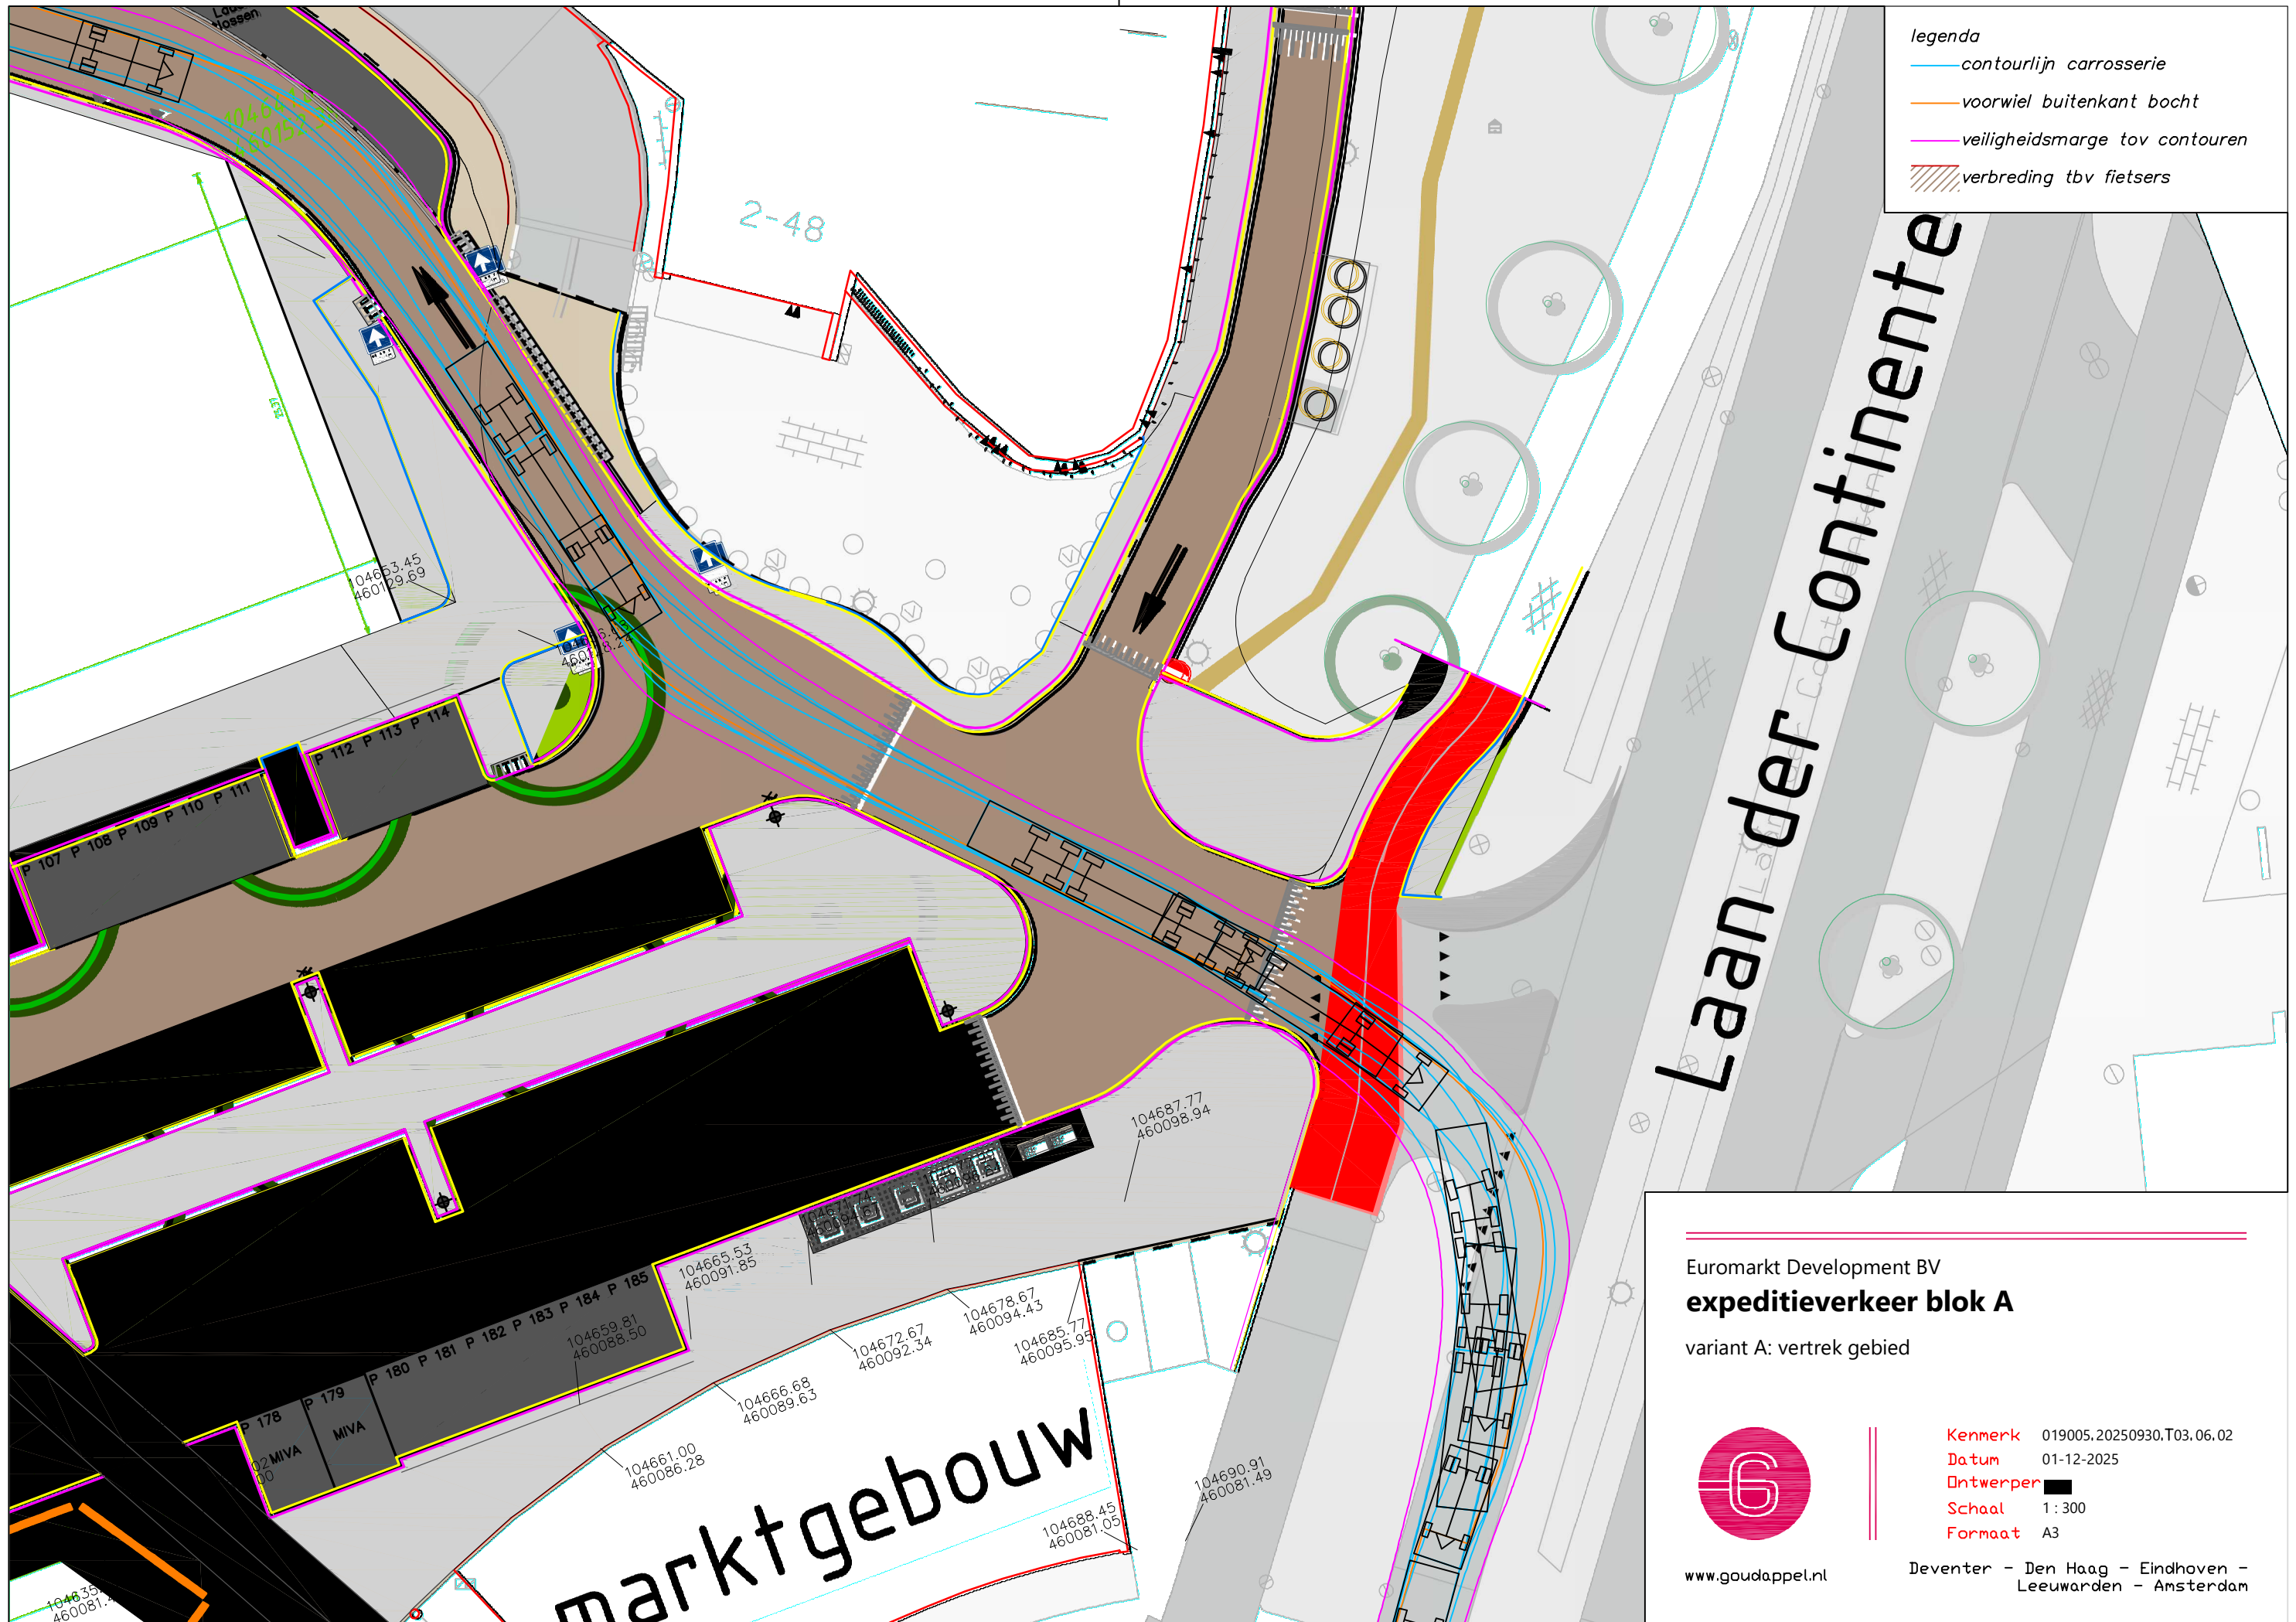 legenda
contourlijn carrosserie
voorwiel buitenkant bocht
veiligheidsmarge tov contouren
verbreding tbv fietsers
lossen
2-48
Laan der Continente
104653.45
460129.69
P 107 P 108 P 109 P 110 P 111
P 112 P 113 P 114
104687.77
460098.94
104665.53
460091.85
104678.67
460094.43
104685.77
460095.95
104672.67
460092.34
104659.81
460088.50
104666.68
460089.63
104661.00
460086.28
104690.91
460081.49
104688.45
460081.05
P 178
P 179
P 180 P 181 P 182 P 183 P 184 P 185
MIVA
MIVA
marktgebouw
Euromarkt Development BV
expeditieverkeer blok A
variant A: vertrek gebied
Kenmerk 019005.20250930.T03.06.02
Datum 01-12-2025
Ontwerper
Schaal 1 : 300
Formaat A3
www.goudappel.nl
Deventer - Den Haag - Eindhoven -
Leeuwarden - Amsterdam